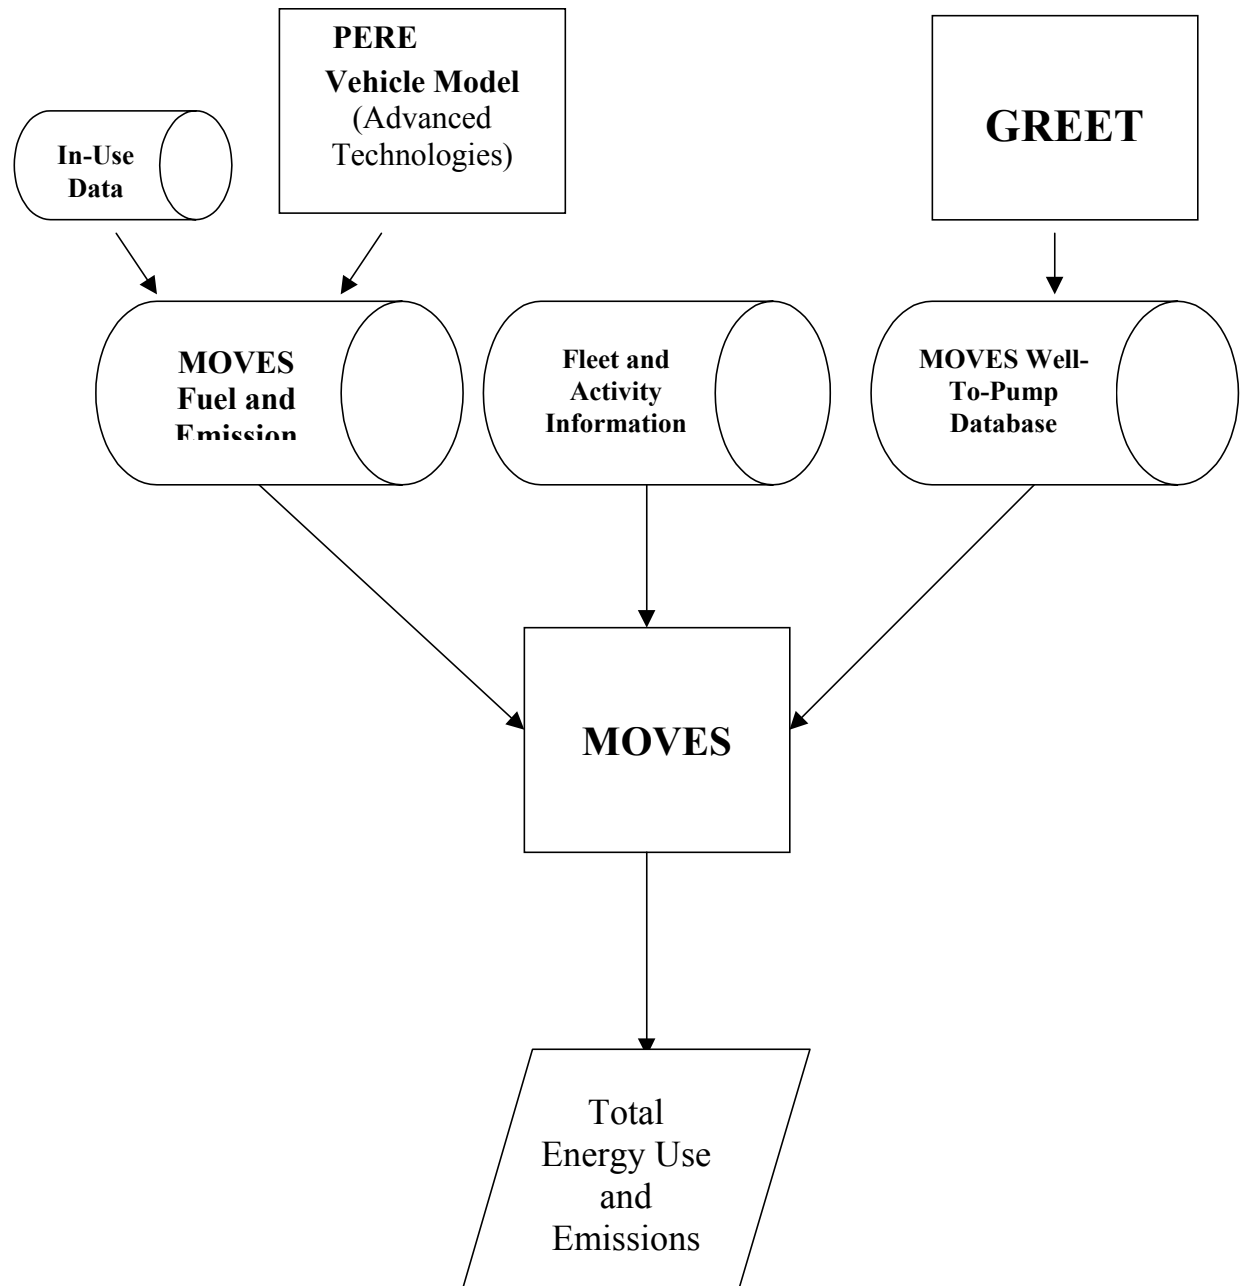 PERE
Vehicle Model
(Advanced
Technologies)
GREET
In-Use
Data
MOVES
Fuel and
Emission
Fleet and
Activity
Information
MOVES Well-
To-Pump
Database
MOVES
Total
Energy Use
and
Emissions